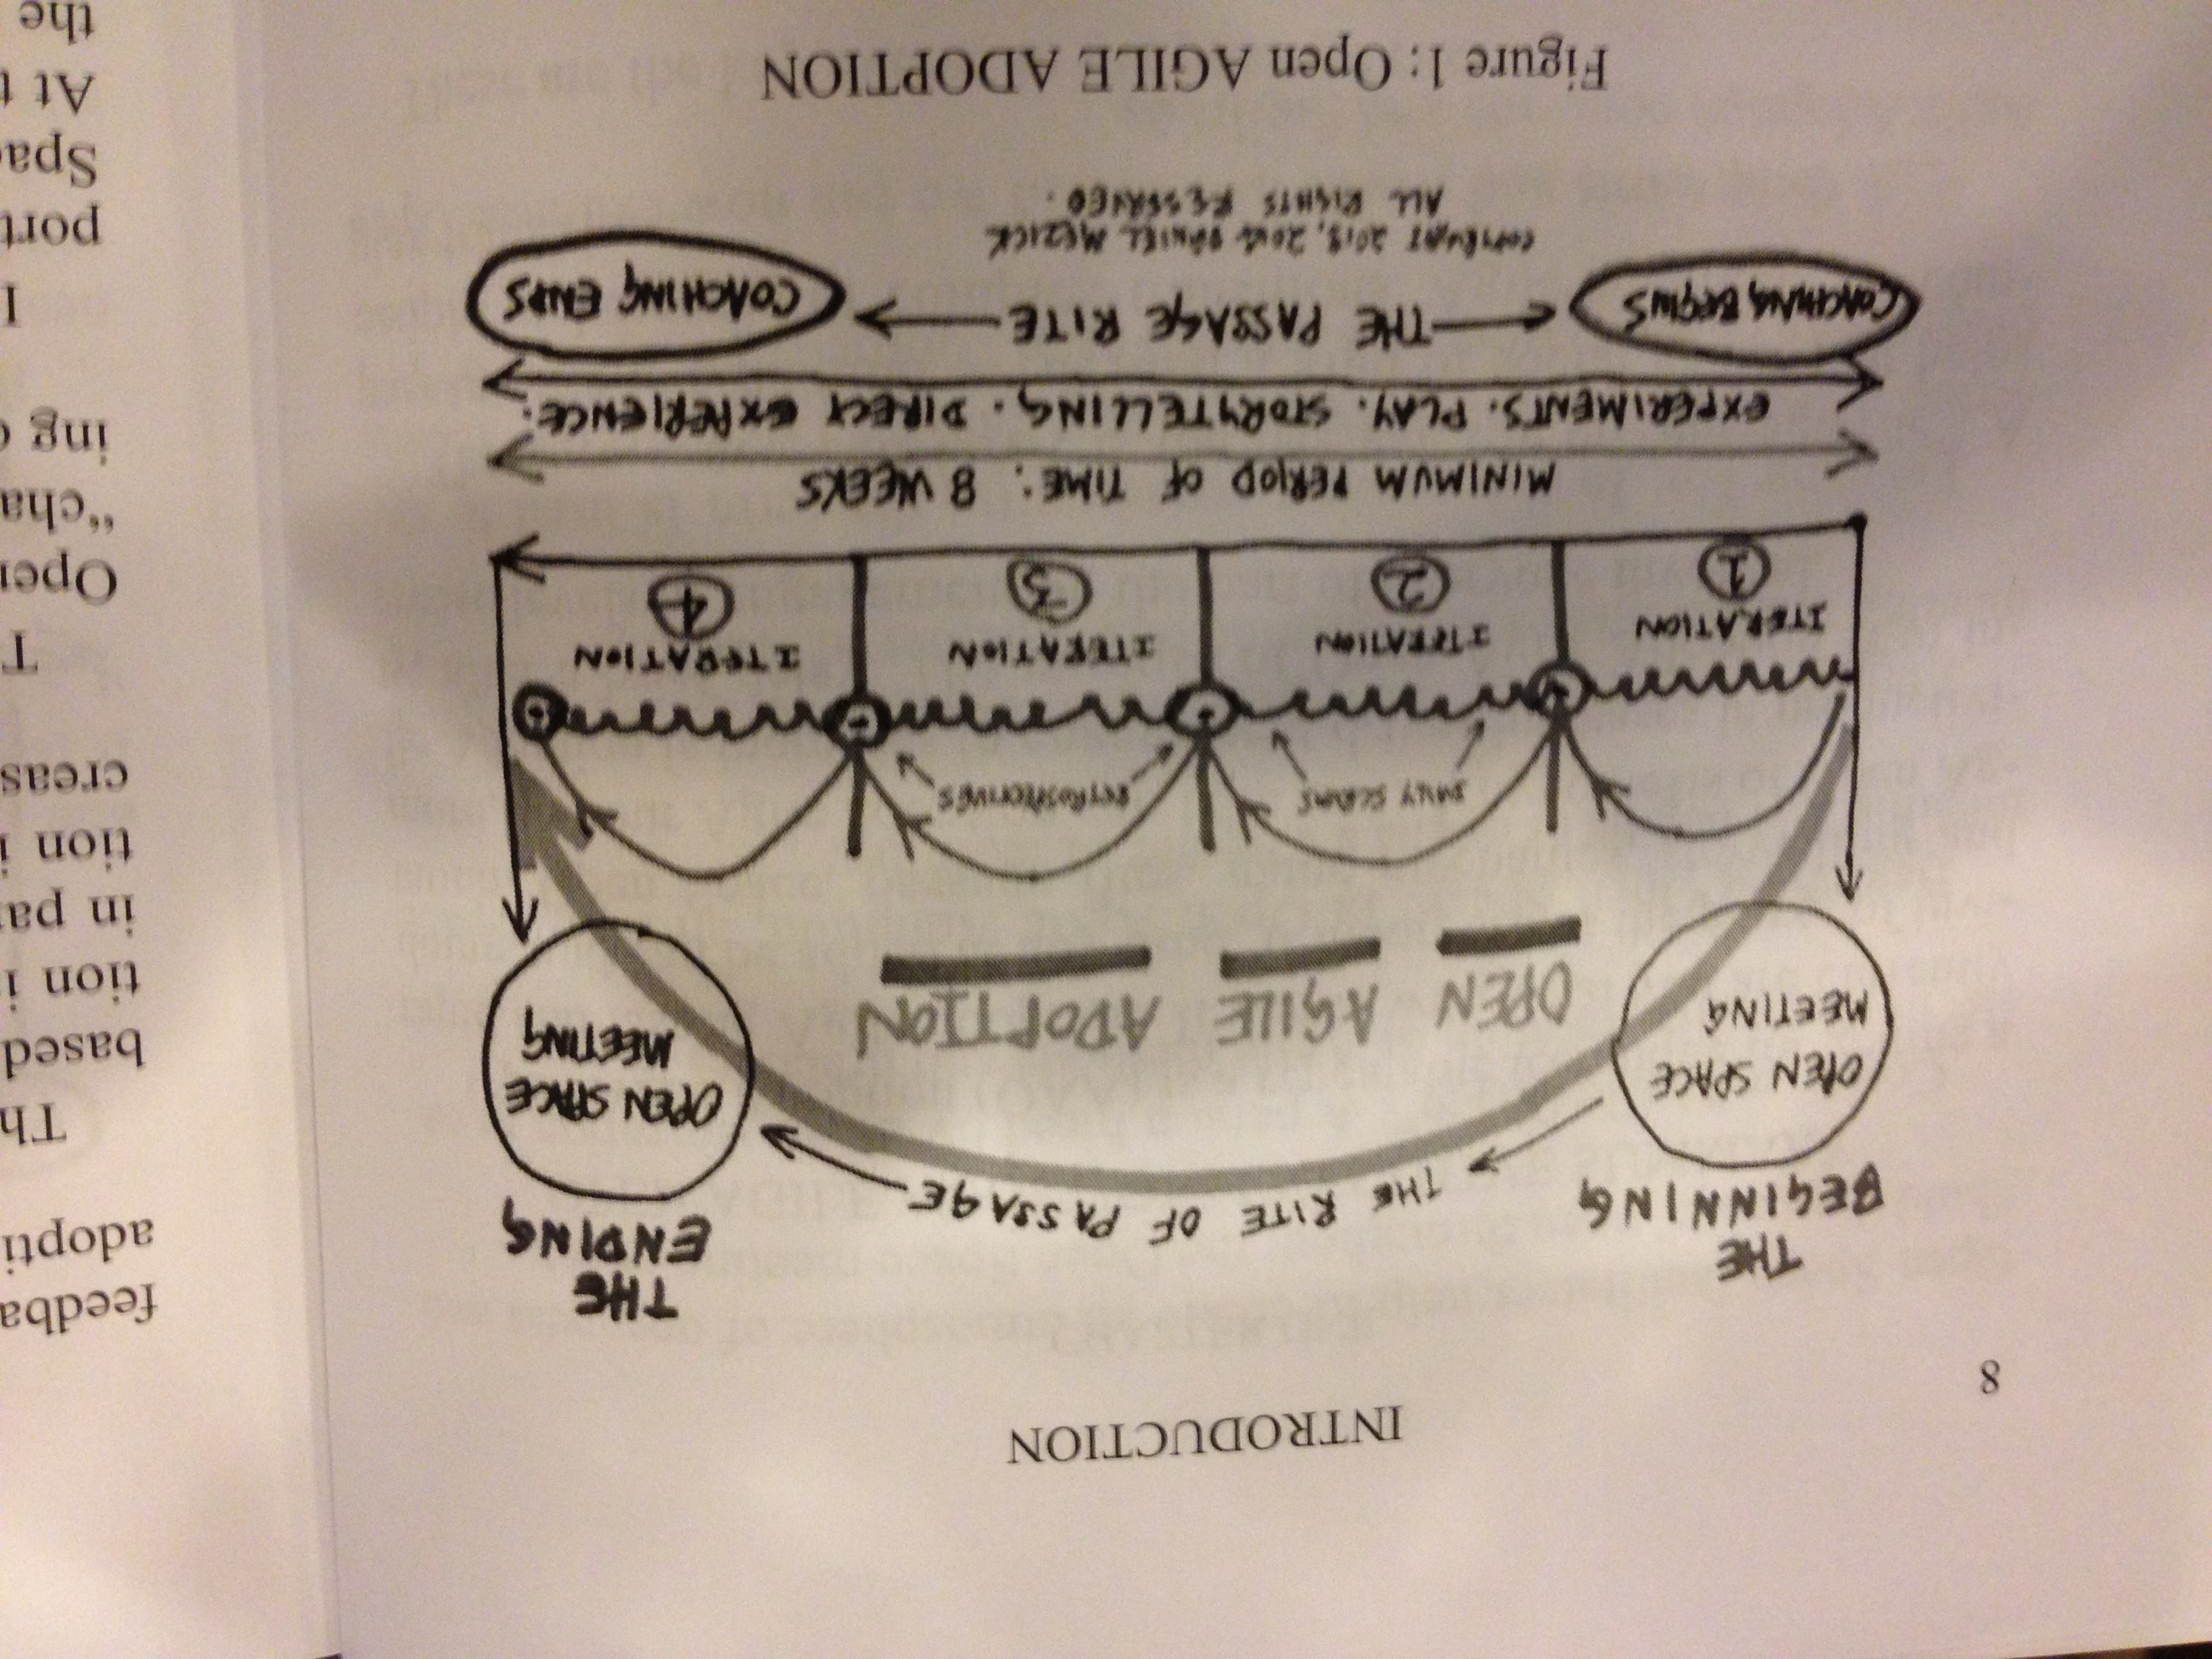 INTRODUCTION
8
THE
BEGINNING
THE RITE OF PASSAGE
THE
ENDING
OPEN SPACE
MEETING
OPEN SPACE
MEETING
OPEN AGILE ADOPTION
DAILY SCRUMS
RETROSPECTIVES
ITERATION
1
ITERATION
2
ITERATION
3
ITERATION
4
MINIMUM PERIOD OF TIME: 8 WEEKS
EXPERIMENTS. PLAY. STORYTELLING. DIRECT EXPERIENCE.
COACHING BEGINS
THE PASSAGE RITE
COACHING ENDS
COPYRIGHT 2013, DANIEL MEZICK
ALL RIGHTS RESERVED.
Figure 1: Open AGILE ADOPTION
feedba
adopti
Th
based
tion i
in pa
tion i
creas
T
Oper
“cha
ing
I
port
Spa
At t
the